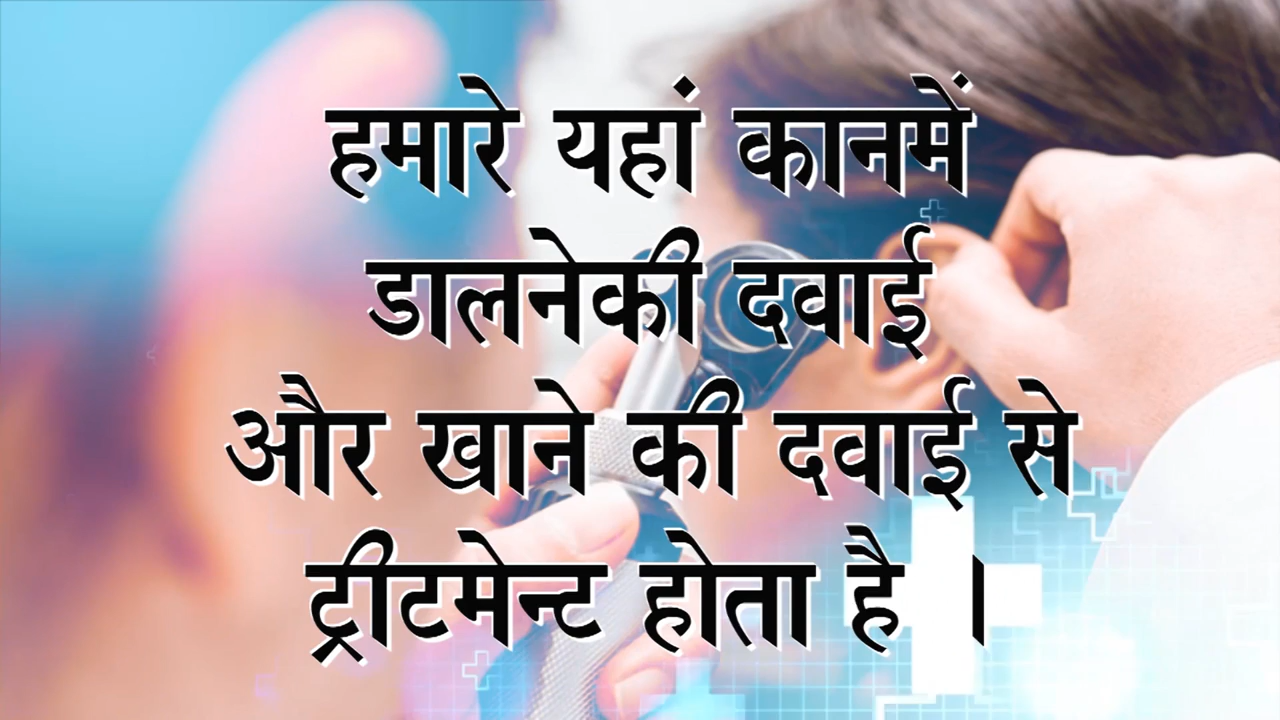 हमारे यहां कानमें
डालनेकी दवाई
और खाने की दवाई से
ट्रीटमेन्ट होता है ।